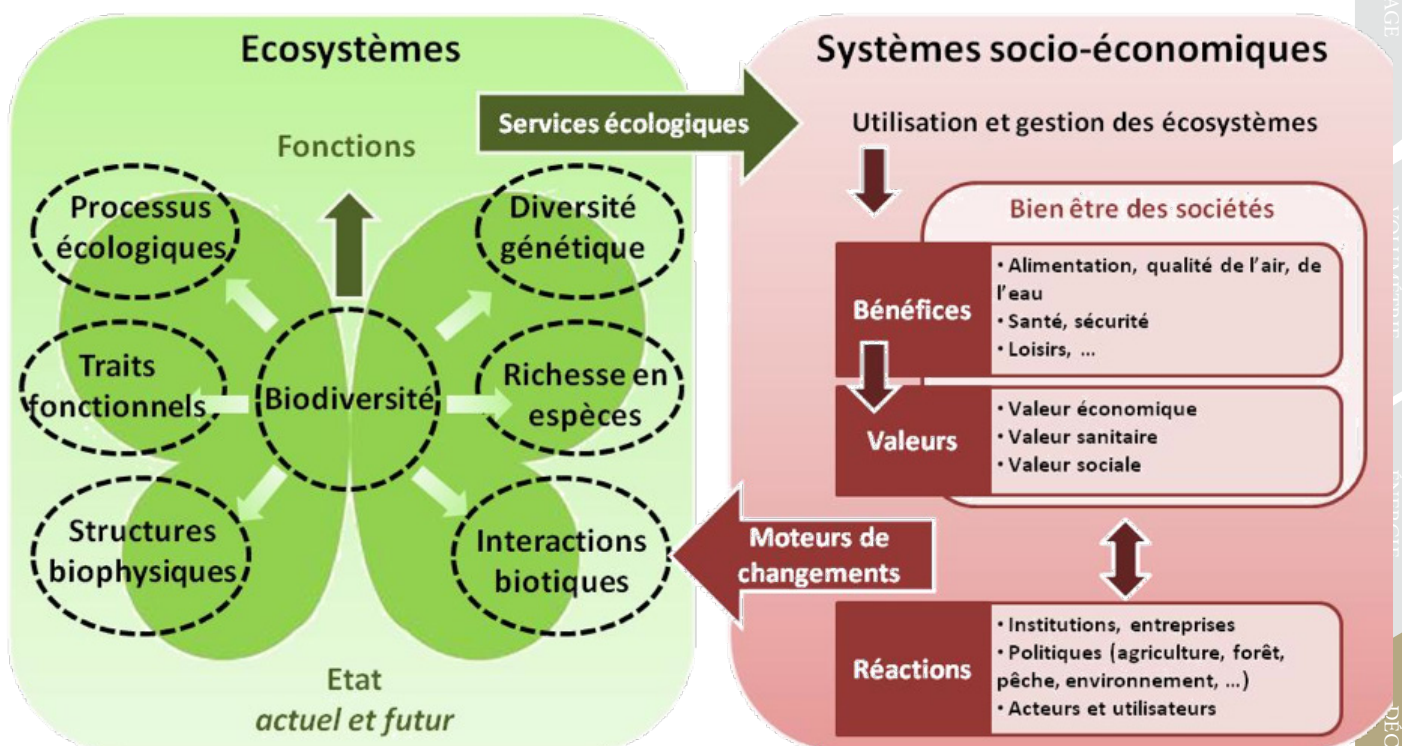 Ecosystèmes
Fonctions
Processus
écologiques
Diversité
génétique
Traits
fonctionnels
Biodiversité
Richesse en
espèces
Structures
biophysiques
Interactions
biotiques
Etat
actuel et futur
Services écologiques
Moteurs de
changements
Systèmes socio-économiques
Utilisation et gestion des écosystèmes
Bien être des sociétés
Bénéfices
• Alimentation, qualité de l'air, de
l'eau
• Santé, sécurité
• Loisirs, ...
Valeurs
• Valeur économique
• Valeur sanitaire
• Valeur sociale
Réactions
• Institutions, entreprises
• Politiques (agriculture, forêt,
pêche, environnement, ...)
• Acteurs et utilisateurs
AGE